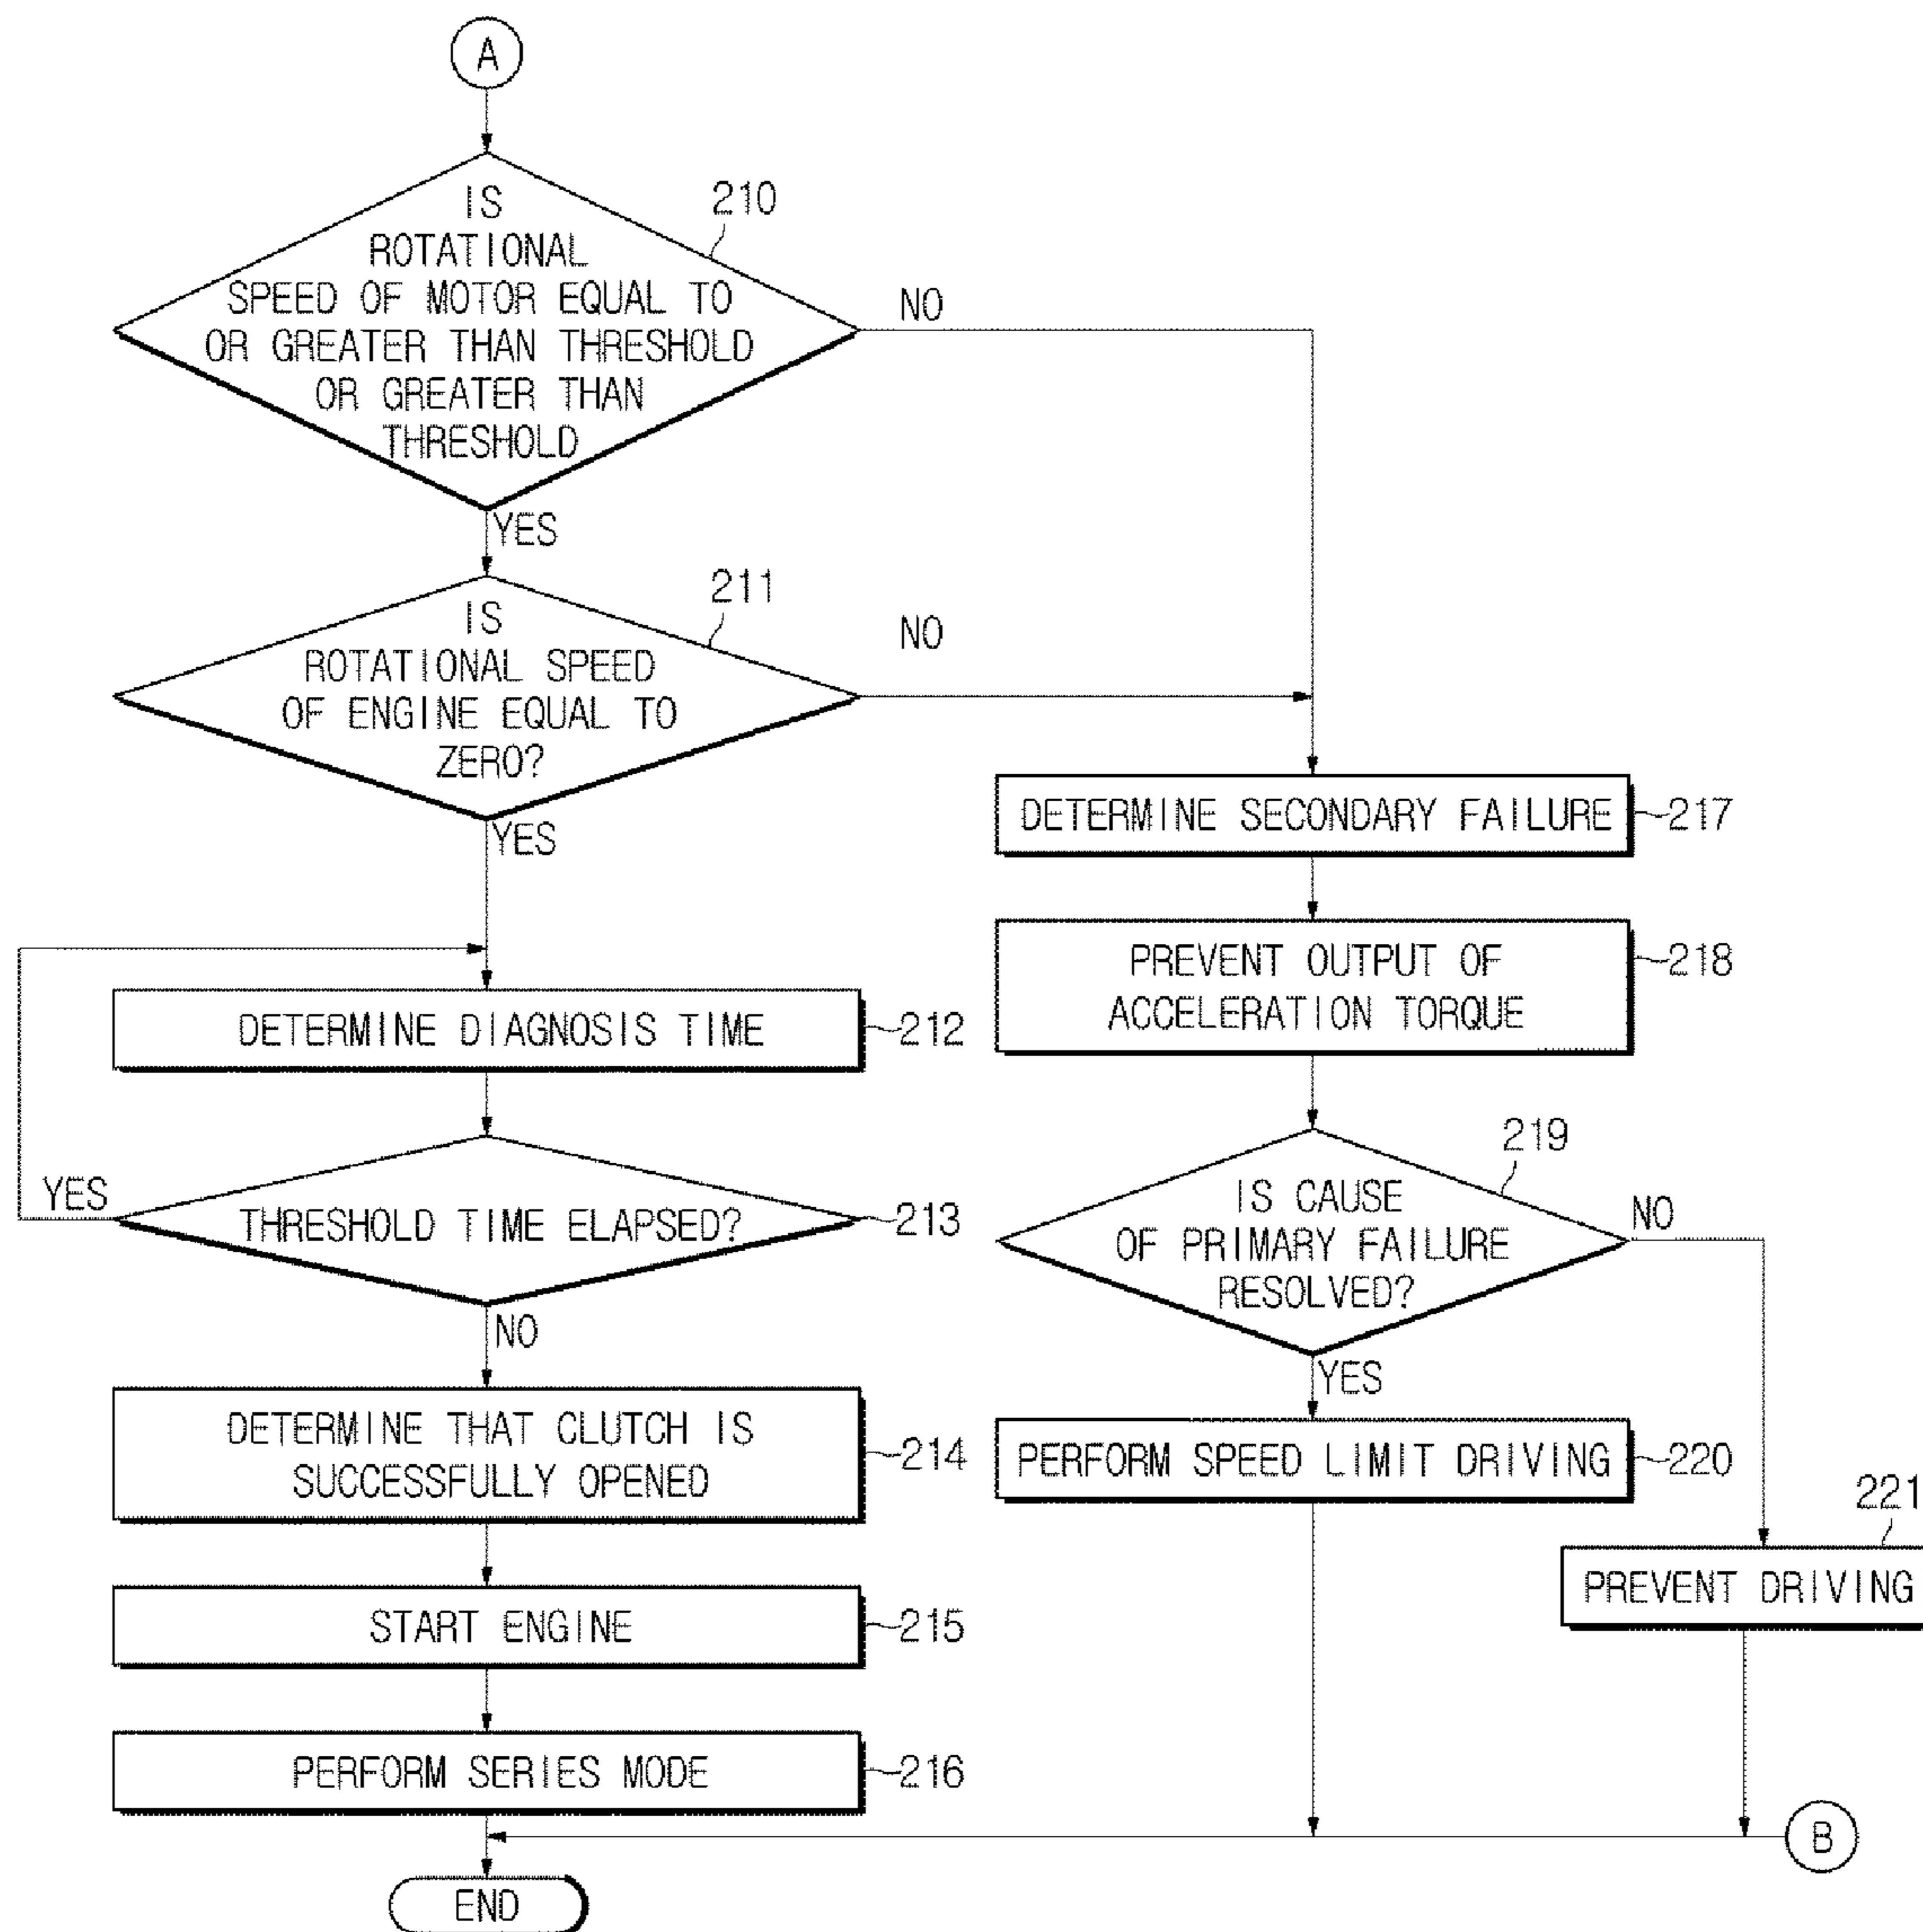 A
210
IS
ROTATIONAL
SPEED OF MOTOR EQUAL TO
OR GREATER THAN THRESHOLD
OR GREATER THAN
THRESHOLD
NO
YES
211
IS
ROTATIONAL SPEED
OF ENGINE EQUAL TO
ZERO?
NO
YES
DETERMINE DIAGNOSIS TIME
212
THRESHOLD TIME ELAPSED?
213
YES
NO
DETERMINE THAT CLUTCH IS
SUCCESSFULLY OPENED
214
START ENGINE
215
PERFORM SERIES MODE
216
DETERMINE SECONDARY FAILURE
217
PREVENT OUTPUT OF
ACCELERATION TORQUE
218
219
IS CAUSE
OF PRIMARY FAILURE
RESOLVED?
NO
YES
PERFORM SPEED LIMIT DRIVING
220
221
PREVENT DRIVING
B
END